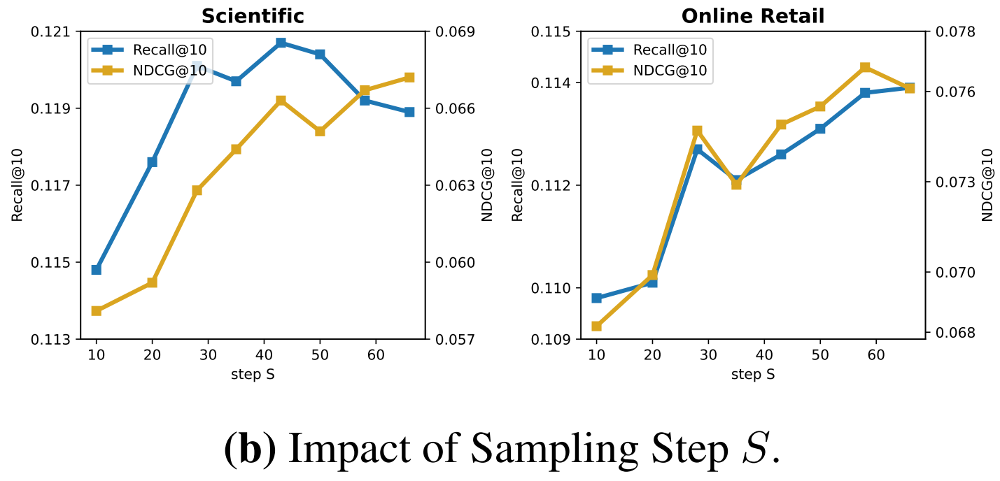 Scientific
0.121
0.119
0.117
0.115
0.113
Recall@10
Recall@10
NDCG@10
0.069
0.066
0.063
0.060
0.057
NDCG@10
10 20 30 40 50 60
step S
Online Retail
0.115
0.114
0.112
0.110
0.109
Recall@10
Recall@10
NDCG@10
0.078
0.076
0.073
0.070
0.068
NDCG@10
10 20 30 40 50 60
step S
(b) Impact of Sampling Step S.